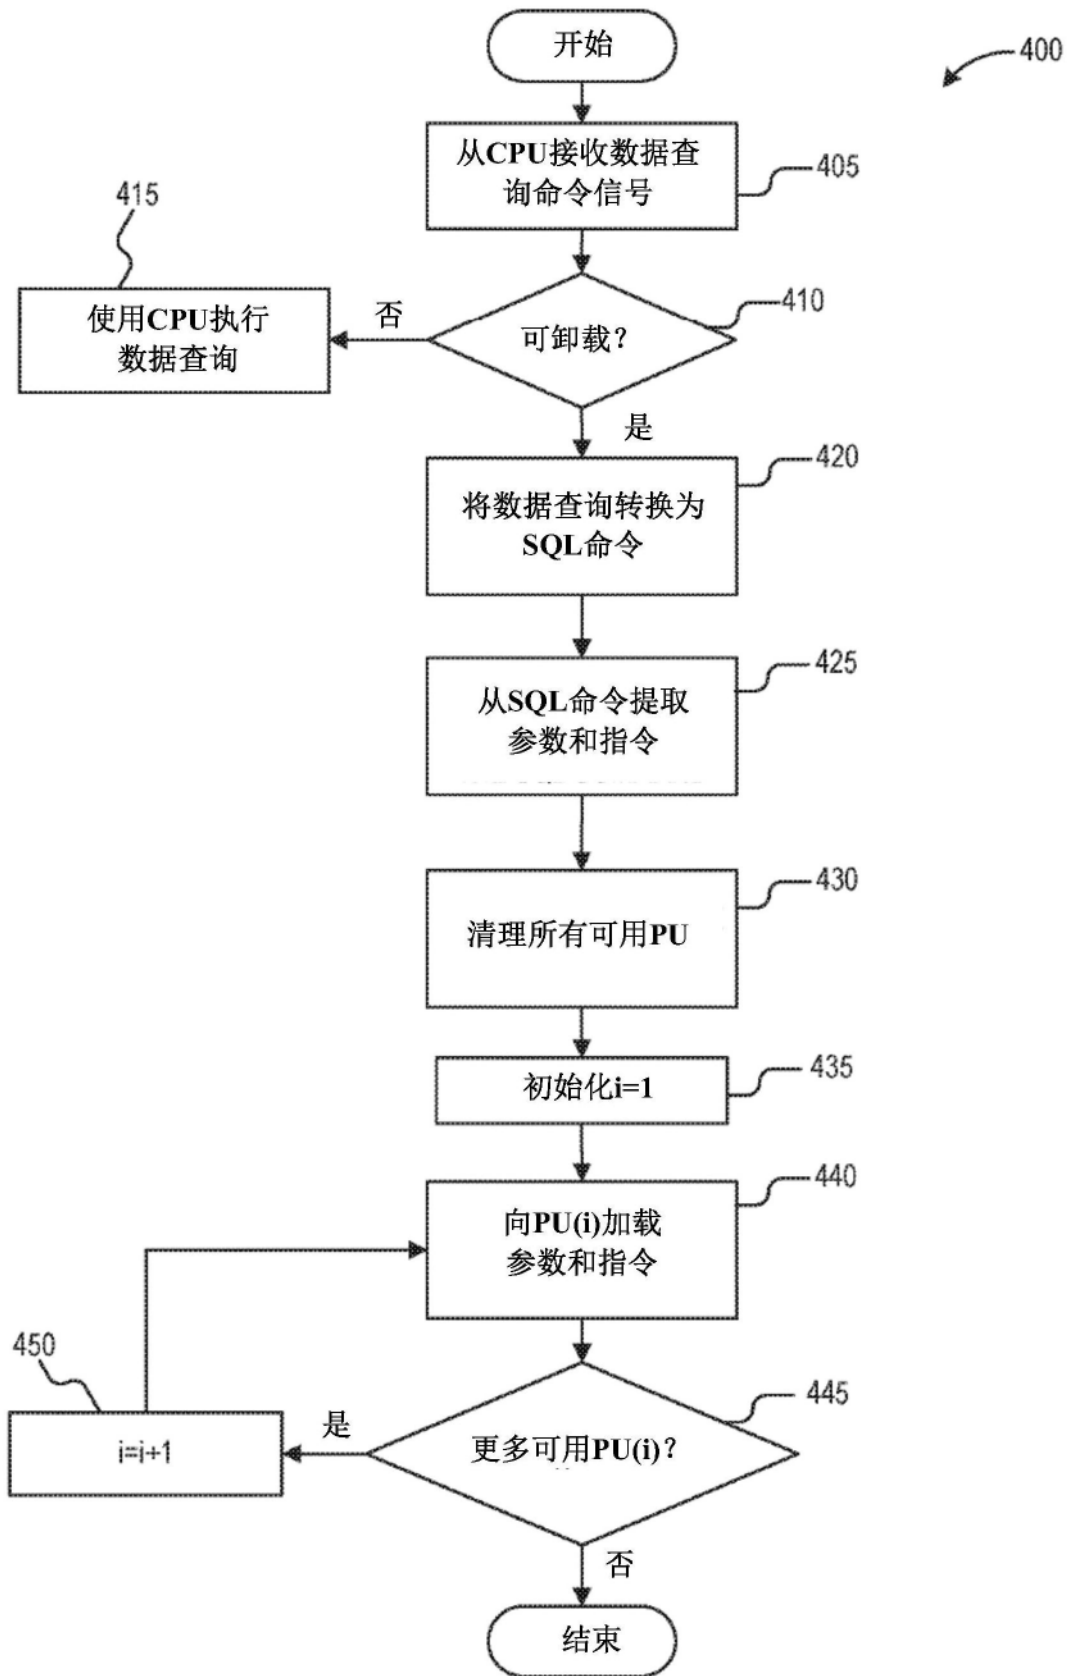 开始
400
从CPU接收数据查
询命令信号
405
415
使用CPU执行
数据查询
否
可卸载?
410
是
420
将数据查询转换为
SQL命令
425
从SQL命令提取
参数和指令
430
清理所有可用PU
初始化i=1
435
440
向PU(i)加载
参数和指令
450
i=i+1
是
更多可用PU(i)?
445
否
结束